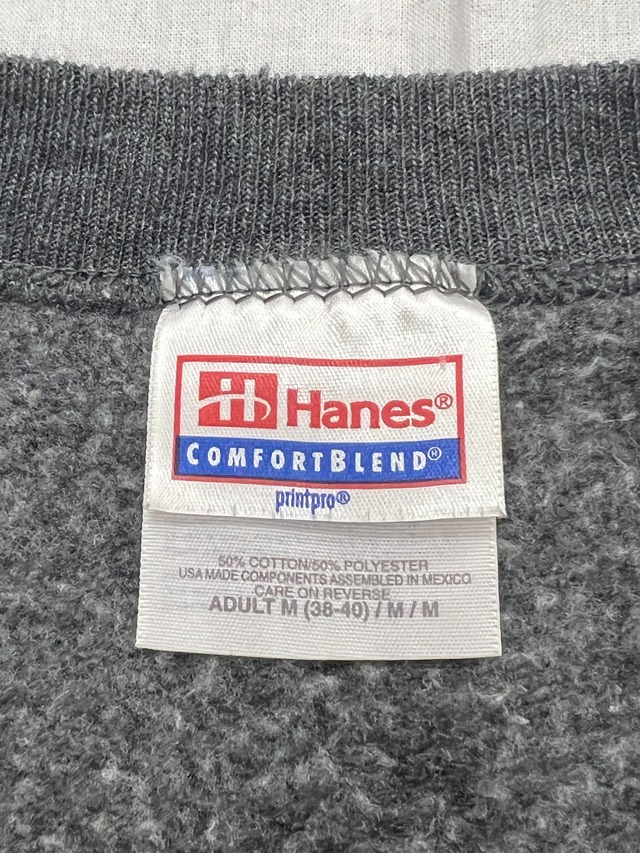 Hanes®
COMFORTBLEND®
printpro®
50% COTTON/50% POLYESTER
USA MADE COMPONENTS ASSEMBLED IN MEXICO
CARE ON REVERSE
ADULT M (38-40) / M / M